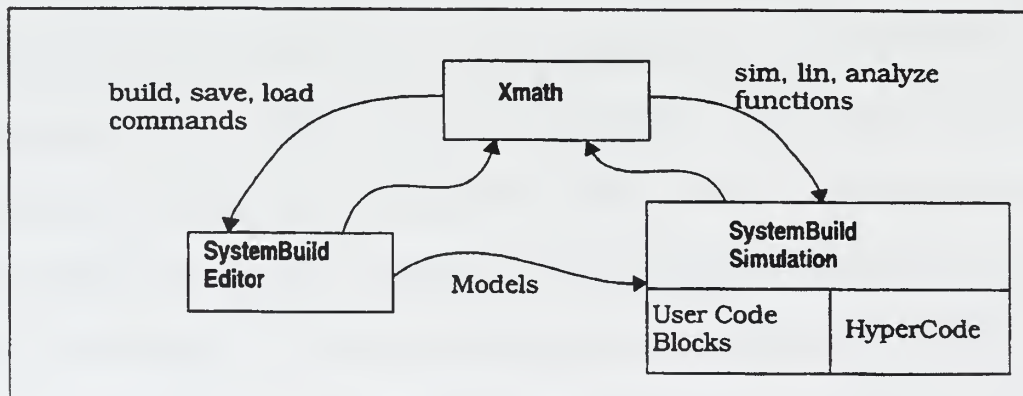 build, save, load
commands
Xmath
sim, lin, analyze
functions
SystemBuild
Editor
Models
SystemBuild
Simulation
User Code
Blocks
HyperCode